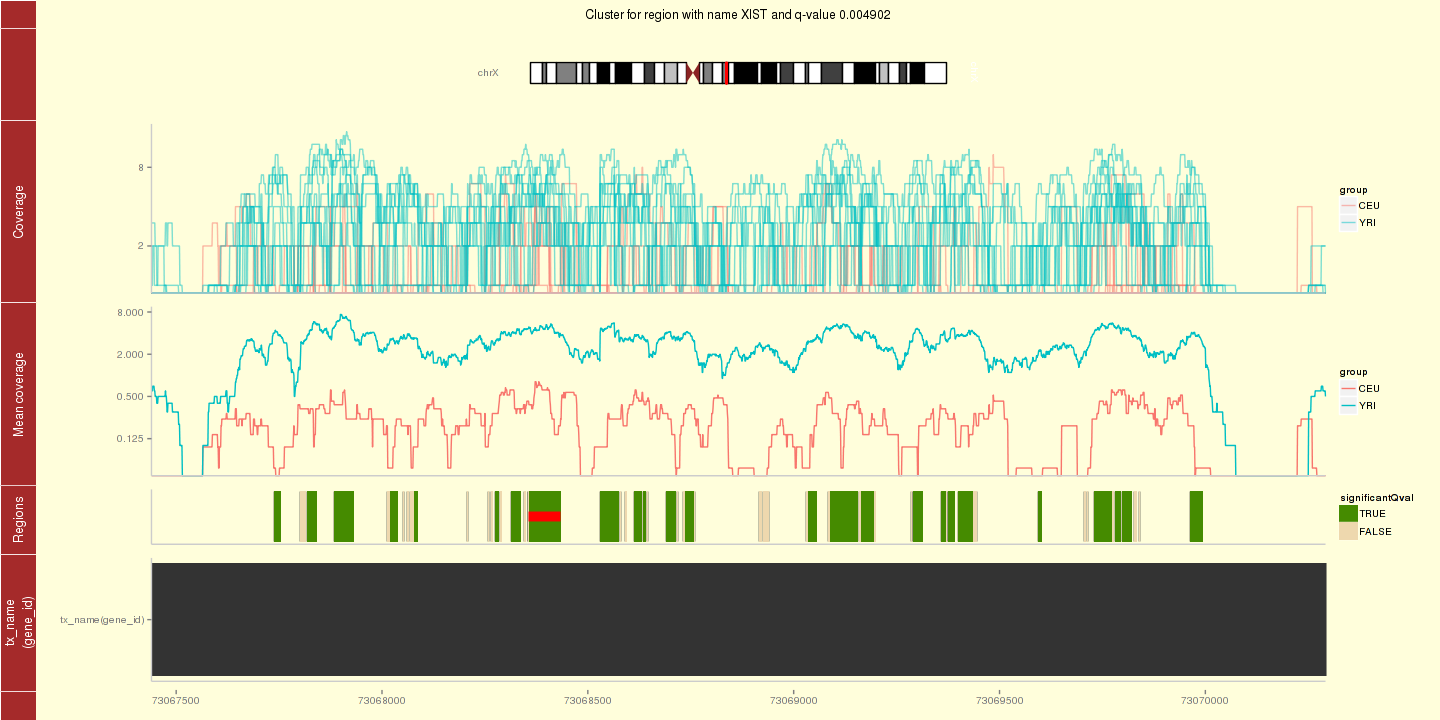 Cluster for region with name XIST and q-value 0.004902
chrX
Coverage
8
2
group
CEU
YRI
Mean coverage
8.000
2.000
0.500
0.125
group
CEU
YRI
Regions
significantQval
TRUE
FALSE
tx_name
(gene_id)
tx_name(gene_id)
73067500
73068000
73068500
73069000
73069500
73070000